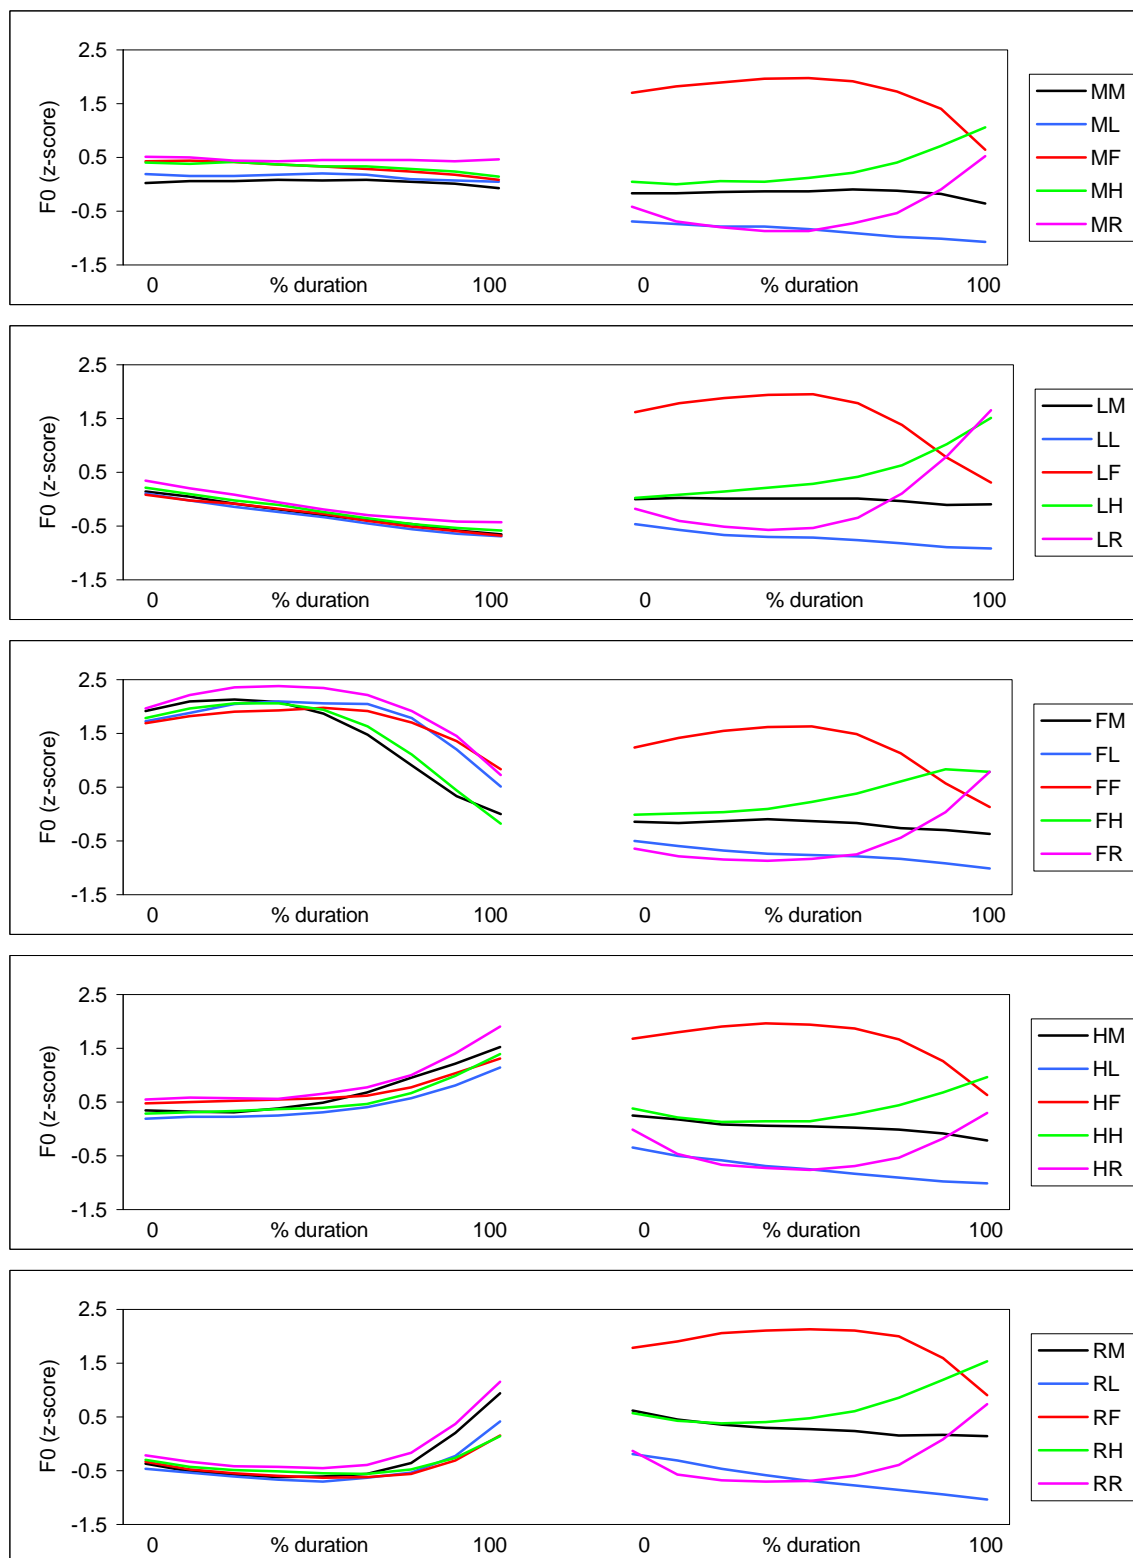 F0 (z-score)
2.5
1.5
0.5
-0.5
-1.5
0 % duration 100 0 % duration 100
MM
ML
MF
MH
MR
F0 (z-score)
2.5
1.5
0.5
-0.5
-1.5
0 % duration 100 0 % duration 100
LM
LL
LF
LH
LR
F0 (z-score)
2.5
1.5
0.5
-0.5
-1.5
0 % duration 100 0 % duration 100
FM
FL
FF
FH
FR
F0 (z-score)
2.5
1.5
0.5
-0.5
-1.5
0 % duration 100 0 % duration 100
HM
HL
HF
HH
HR
F0 (z-score)
2.5
1.5
0.5
-0.5
-1.5
0 % duration 100 0 % duration 100
RM
RL
RF
RH
RR